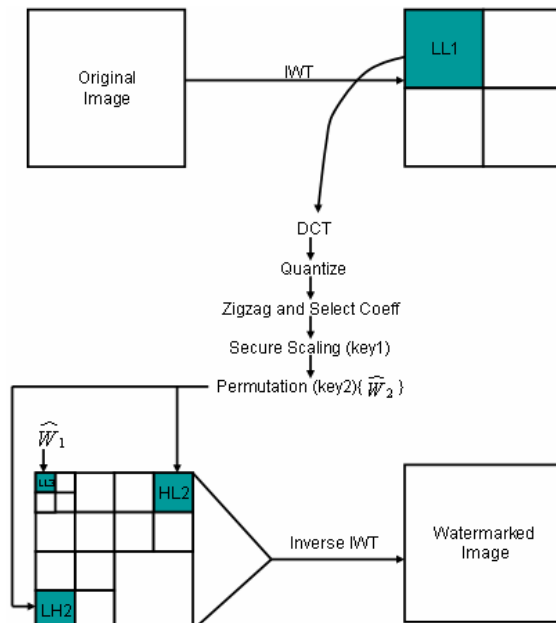 Original
Image
IWT
LL1
DCT
Quantize
Zigzag and Select Coeff
Secure Scaling (key1)
Permutation (key2){ Ŵ₂ }
Ŵ₁
LL3
HL2
LH2
Inverse IWT
Watermarked
Image